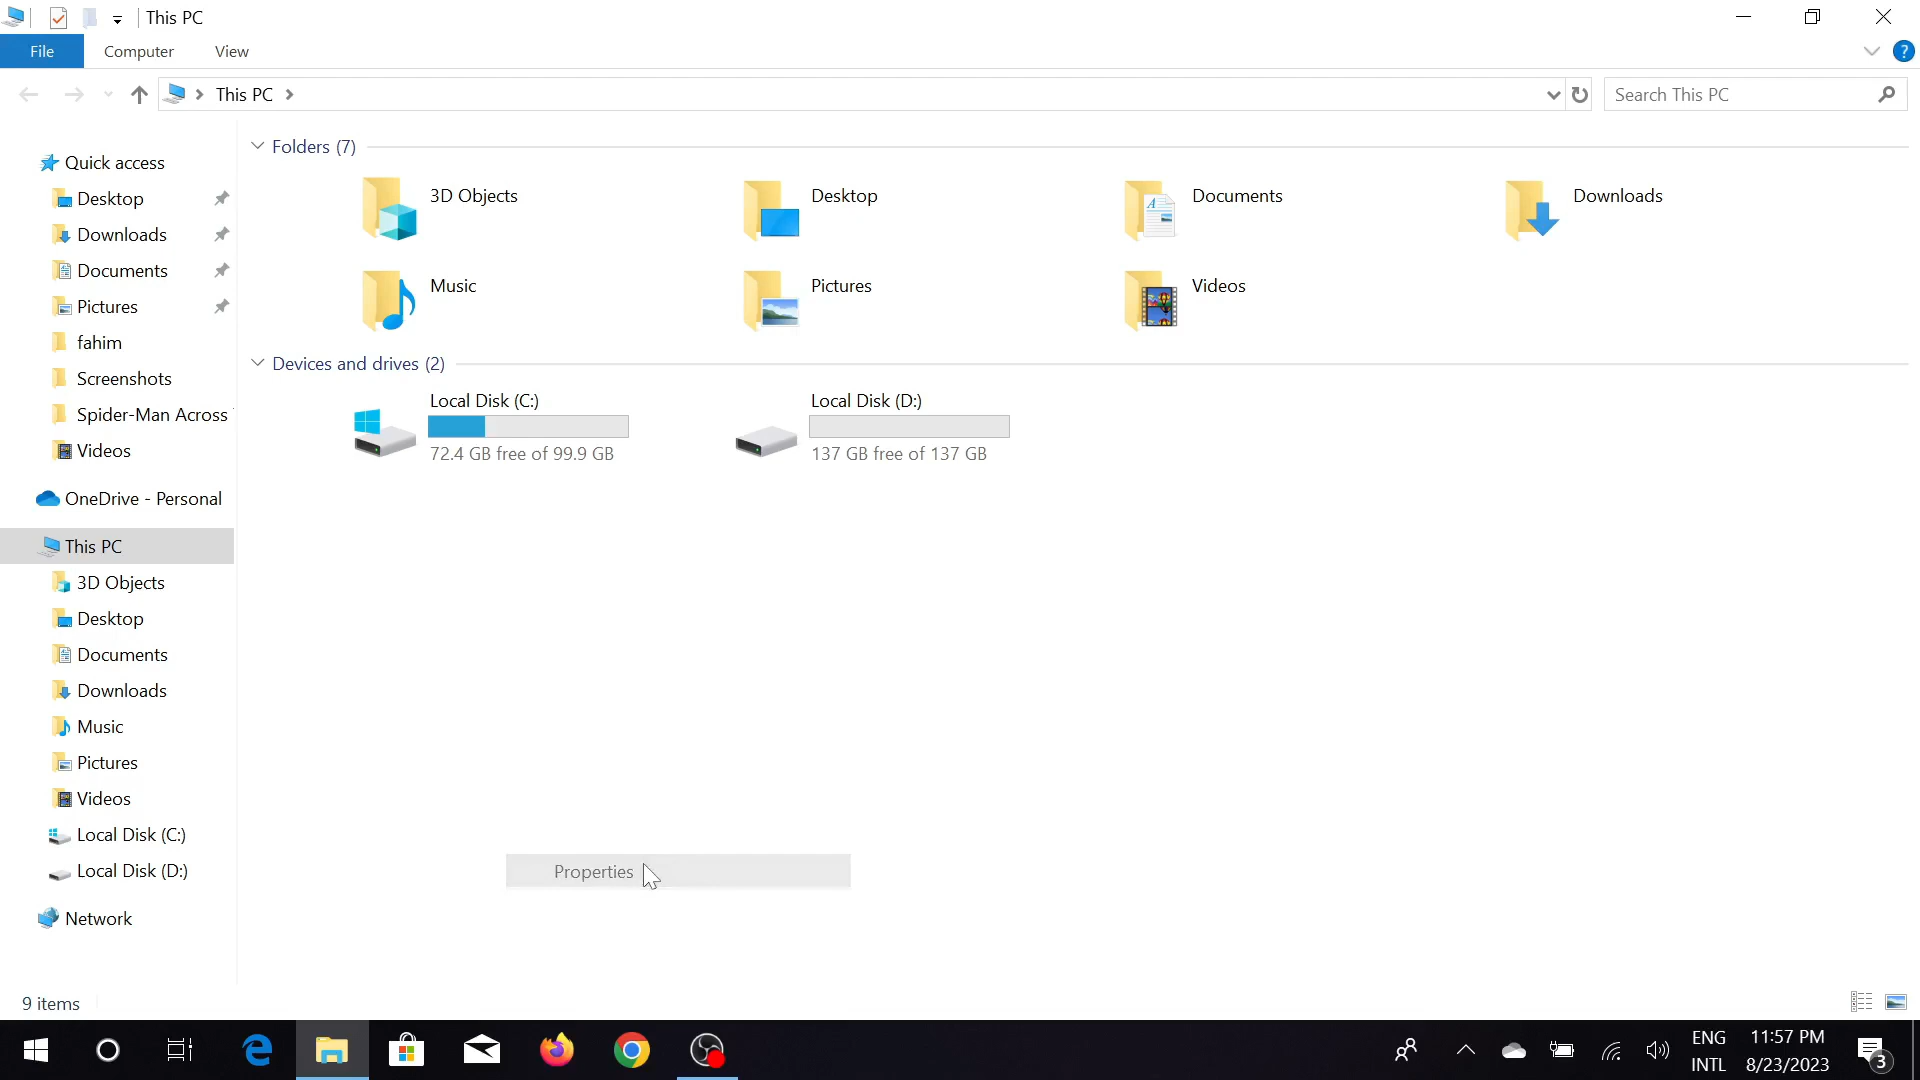 This PC
File
Computer
View
This PC
Search This PC
Quick access
Desktop
Downloads
Documents
Pictures
fahim
Screenshots
Spider-Man Across
Videos
OneDrive - Personal
This PC
3D Objects
Desktop
Documents
Downloads
Music
Pictures
Videos
Local Disk (C:)
Local Disk (D:)
Network
Folders (7)
3D Objects
Desktop
Documents
Downloads
Music
Pictures
Videos
Devices and drives (2)
Local Disk (C:)
72.4 GB free of 99.9 GB
Local Disk (D:)
137 GB free of 137 GB
Properties
9 items
ENG
INTL
11:57 PM
8/23/2023
3